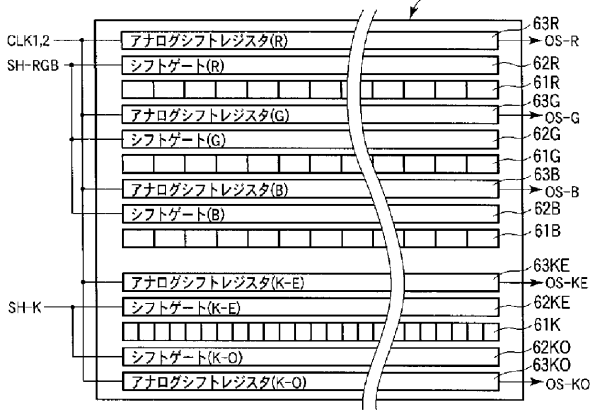 63R
CLK1,2 アナログシフトレジスタ(R) OS-R
SH-RGB シフトゲート(R) 62R
61R
63G
アナログシフトレジスタ(G) OS-G
シフトゲート(G) 62G
61G
63B
アナログシフトレジスタ(B) OS-B
シフトゲート(B) 62B
61B
63KE
アナログシフトレジスタ(K-E) OS-KE
SH-K シフトゲート(K-E) 62KE
61K
シフトゲート(K-O) 62KO
63KO
アナログシフトレジスタ(K-O) OS-KO